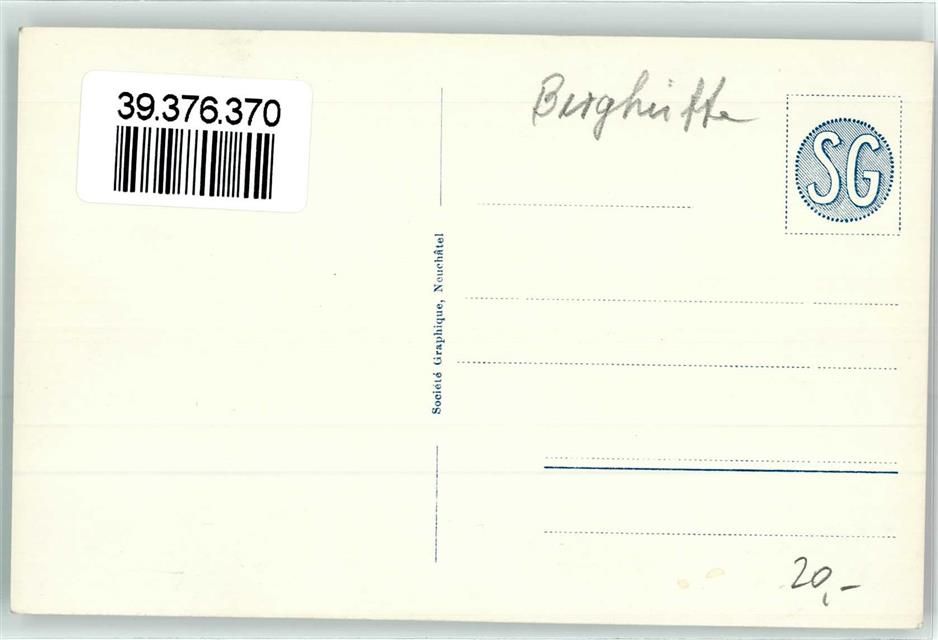 39.376.370
Berghütte
SG
Société Graphique, Neuchâtel
20,-